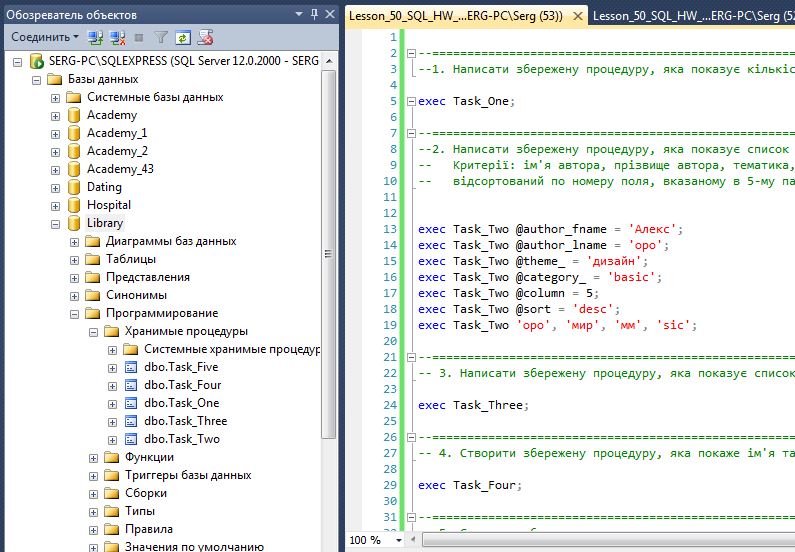 Обозреватель объектов
Соединить
SERG-PC\SQLEXPRESS (SQL Server 12.0.2000 - SERG
Базы данных
Системные базы данных
Academy
Academy_1
Academy_2
Academy_43
Dating
Hospital
Library
Диаграммы баз данных
Таблицы
Представления
Синонимы
Программирование
Хранимые процедуры
Системные хранимые процедур
dbo.Task_Five
dbo.Task_Four
dbo.Task_One
dbo.Task_Three
dbo.Task_Two
Функции
Триггеры базы данных
Сборки
Типы
Правила
Значения по умолчанию
Lesson_50_SQL_HW_...ERG-PC\Serg (53))
Lesson_50_SQL_HW_...ERG-PC\Serg (52
1
2 --==============================
3 --1. Написати збережену процедуру, яка показує кількіс
4
5 exec Task_One;
6
7 --==============================
8 --2. Написати збережену процедуру, яка показує список
9 -- Критерії: ім'я автора, прізвище автора, тематика,
10 -- відсортований по номеру поля, вказаному в 5-му па
11
12
13 exec Task_Two @author_fname = 'Алекс';
14 exec Task_Two @author_lname = 'оро';
15 exec Task_Two @theme_ = 'дизайн';
16 exec Task_Two @category_ = 'basic';
17 exec Task_Two @column = 5;
18 exec Task_Two @sort = 'desc';
19 exec Task_Two 'оро', 'мир', 'мм', 'sic';
20
21 --==============================
22 -- 3. Написати збережену процедуру, яка показує список
23
24 exec Task_Three;
25
26 --==============================
27 -- 4. Створити збережену процедуру, яка покаже ім'я та
28
29 exec Task_Four;
30
31 --==============================
100 %